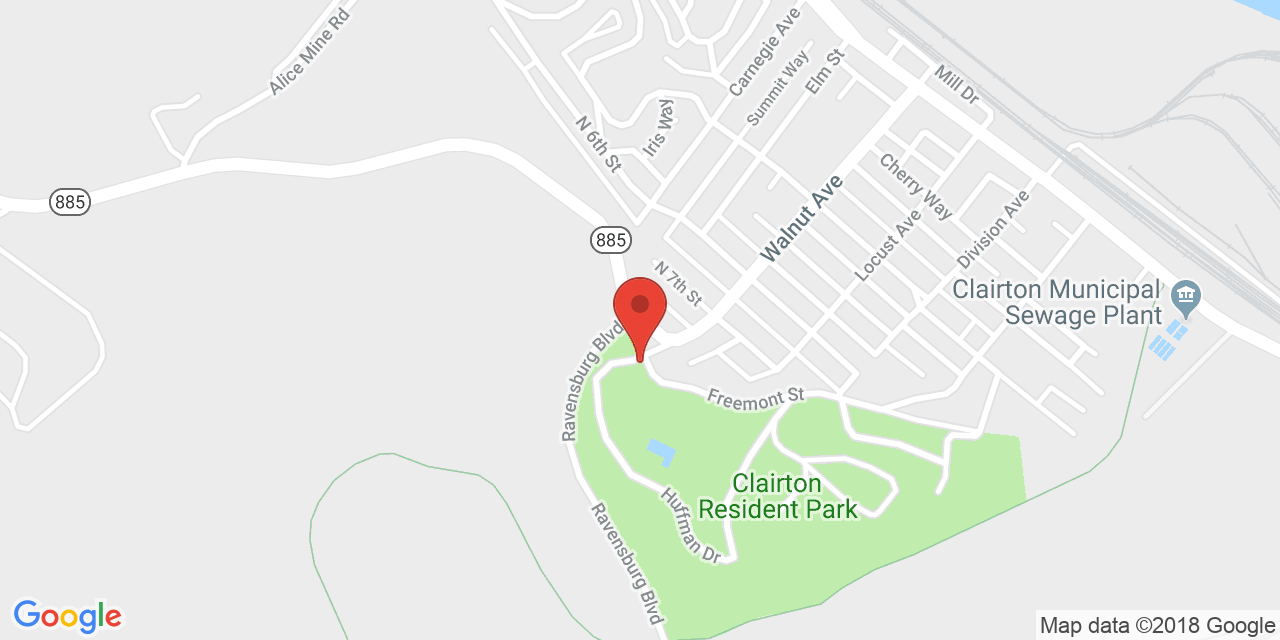 Alice Mine Rd
Carnegie Ave
Summit Way
Elm St
Mill Dr
Iris Way
N 6th St
Cherry Way
885
Walnut Ave
Locust Ave
Division Ave
885
N 7th St
Clairton Municipal
Sewage Plant
Ravensburg Blvd
Freemont St
Clairton
Resident Park
Huffman Dr
Ravensburg Blvd
Google
Map data ©2018 Google